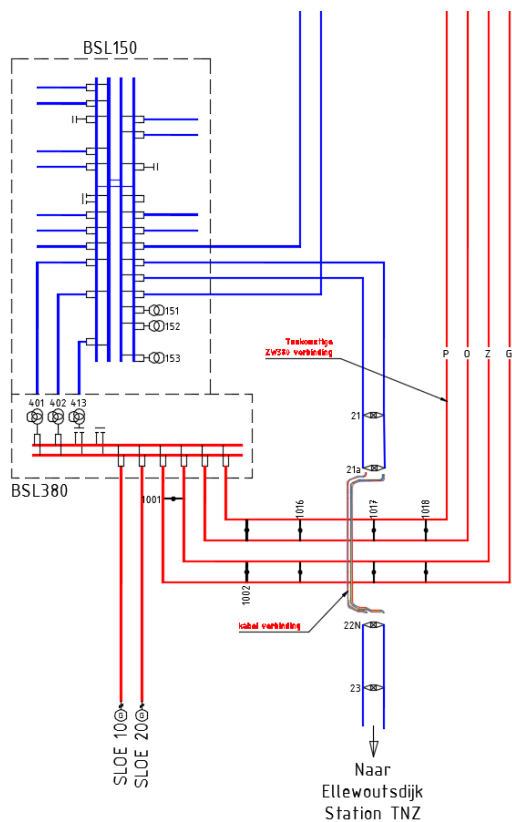 BSL150
151
152
153
Toekomstige
ZW380 verbinding
P O Z G
401 402 413
21
21a
BSL380
1001
1016
1017
1018
1002
kabel verbinding
22N
23
SLOE 10
SLOE 20
Naar
Ellewoutsdijk
Station TNZ